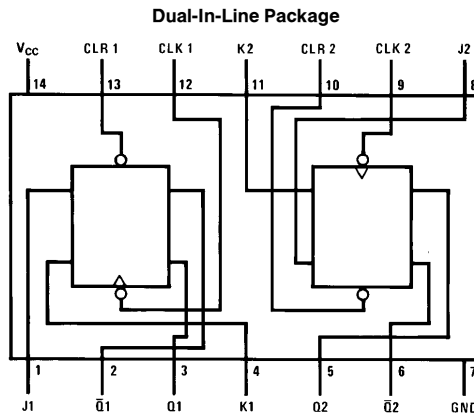 Dual-In-Line Package
VCC CLR 1 CLK 1 K2 CLR 2 CLK 2 J2
14 13 12 11 10 9 8
1 2 3 4 5 6 7
J1 Q̅1 Q1 K1 Q2 Q̅2 GND